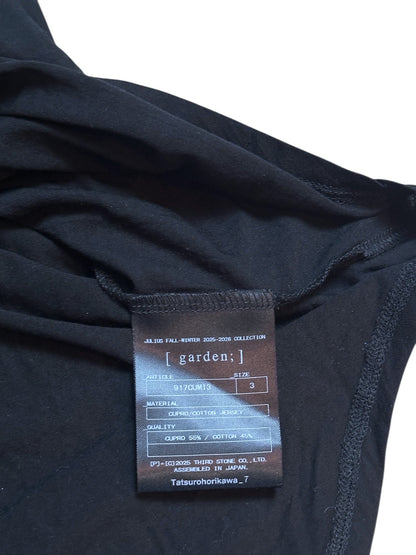 JULIUS FALL-WINTER 2025-2026 COLLECTION
[ garden; ]
ARTICLE SIZE
917CUM13 3
MATERIAL
CUPRO/COTTON JERSEY
QUALITY
CUPRO 55% / COTTON 45%
[P]-[C]2025 THIRD STONE CO.,LTD.
ASSEMBLED IN JAPAN.
Tatsurohorikawa_7